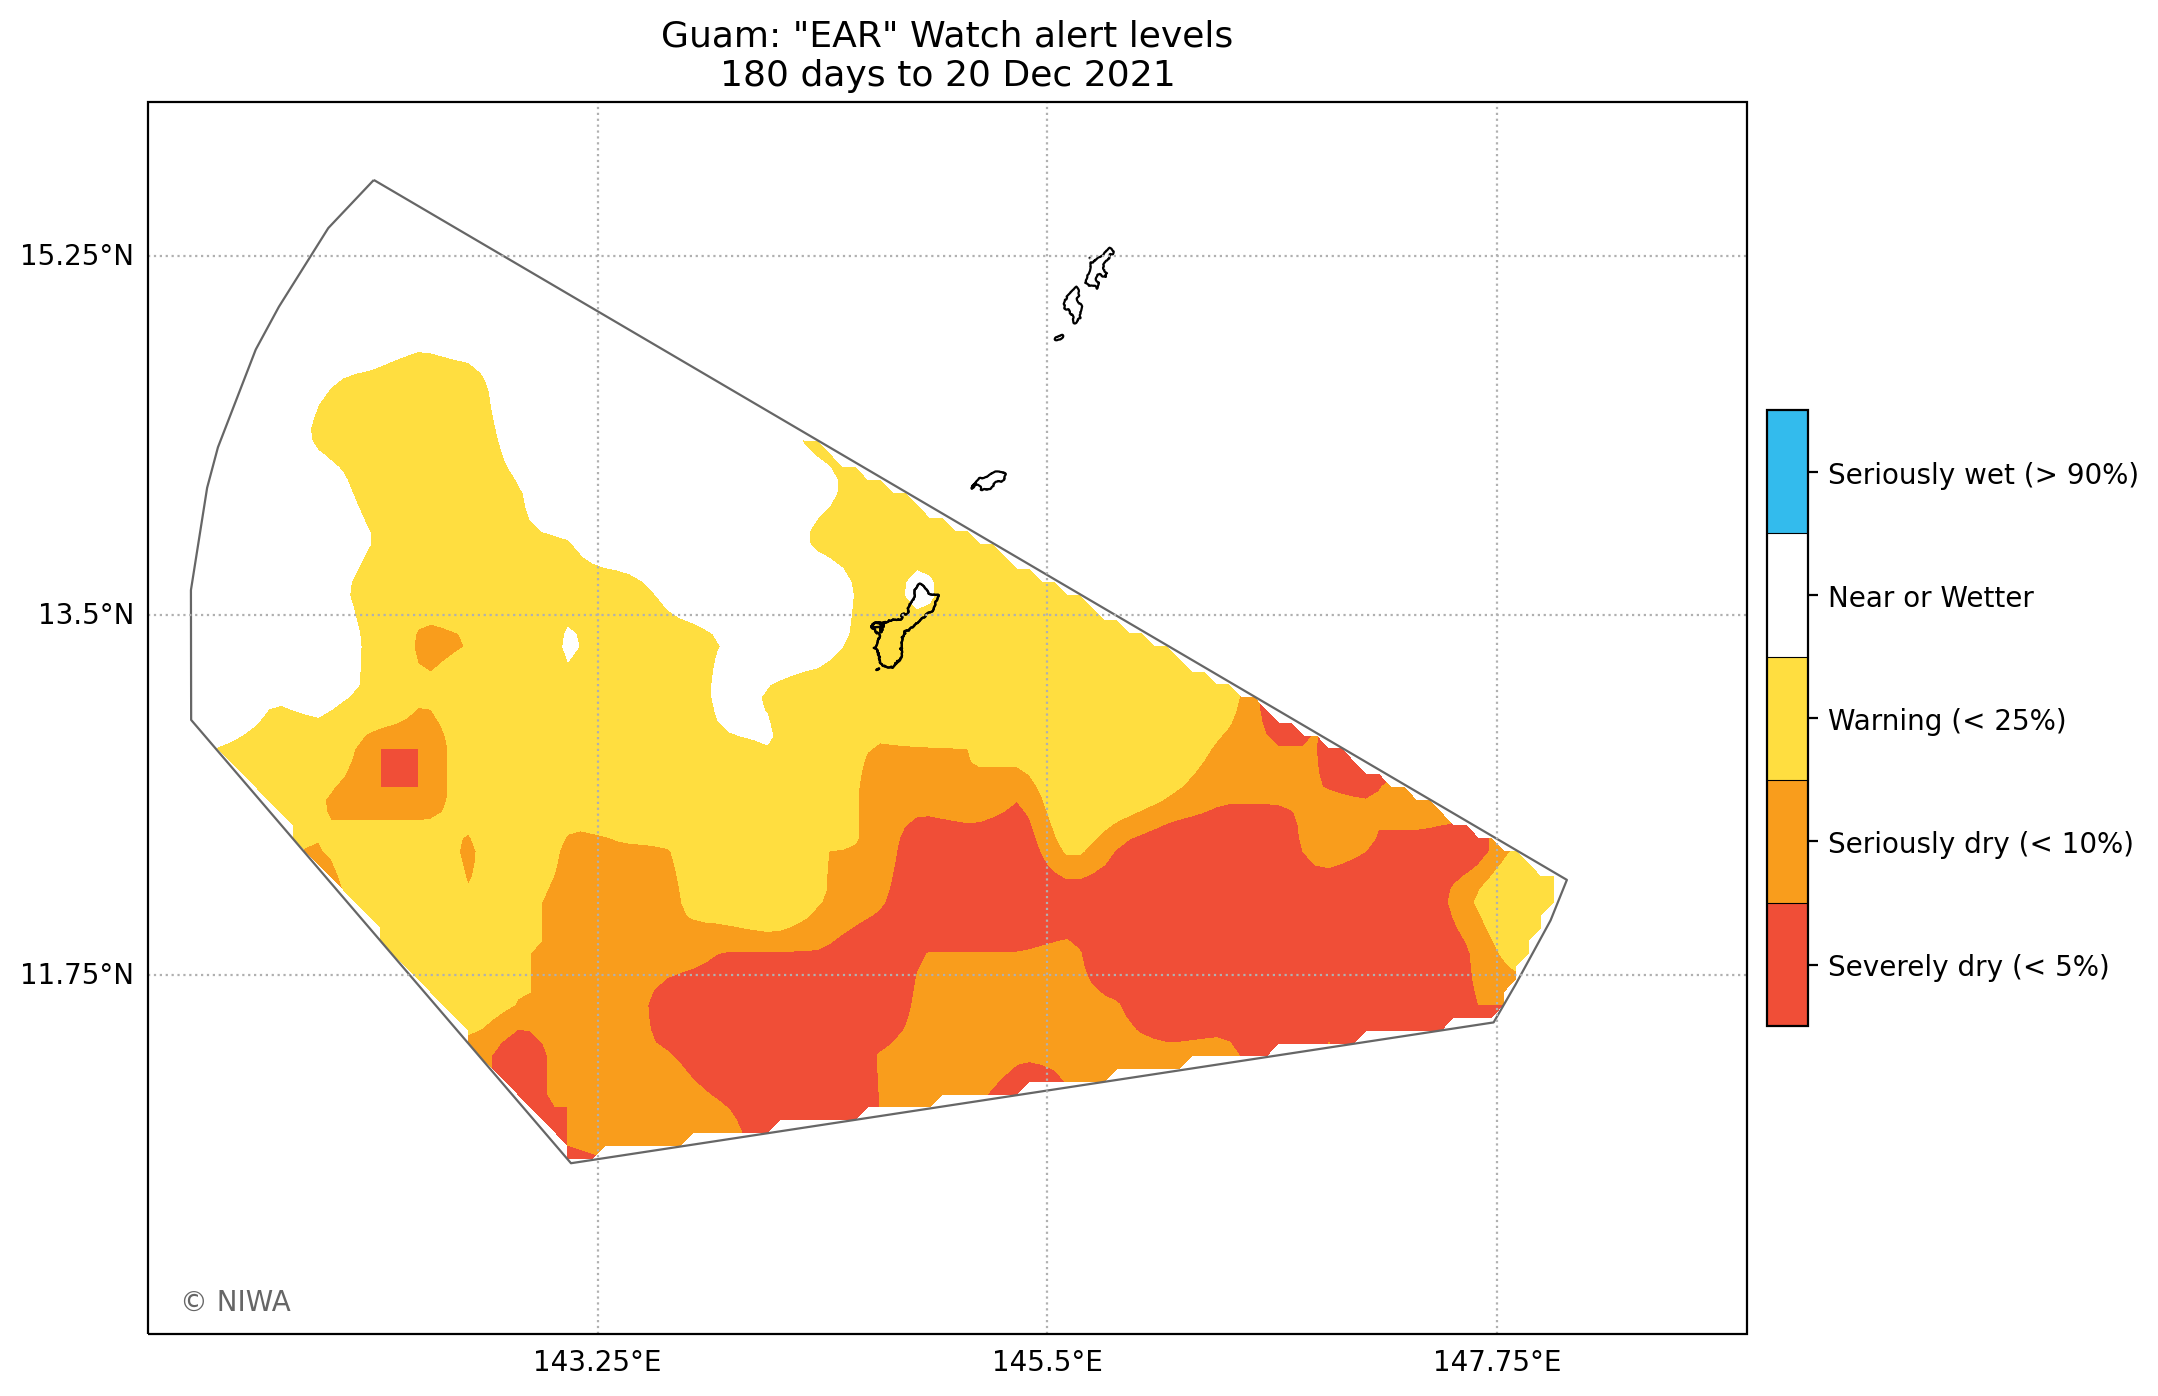 Guam: "EAR" Watch alert levels
180 days to 20 Dec 2021
15.25°N
13.5°N
11.75°N
143.25°E
145.5°E
147.75°E
Seriously wet (> 90%)
Near or Wetter
Warning (< 25%)
Seriously dry (< 10%)
Severely dry (< 5%)
© NIWA